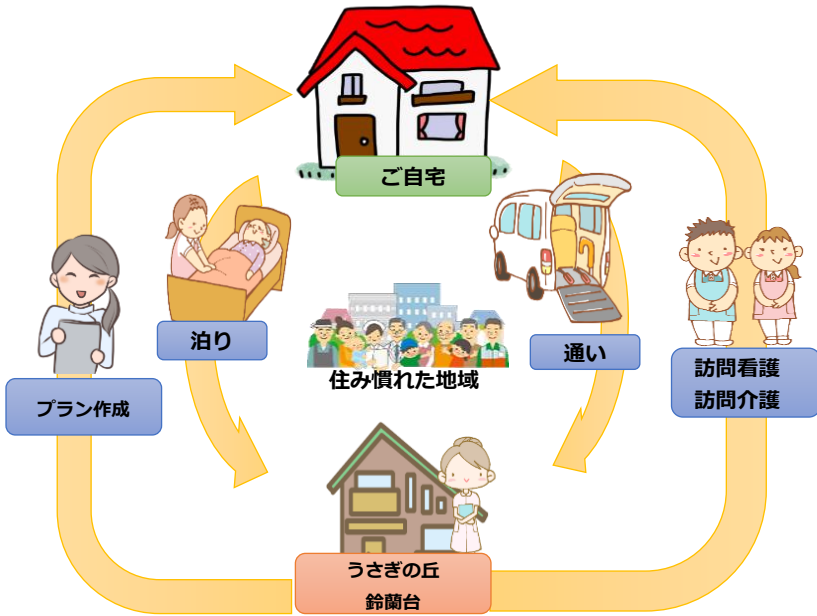 ご自宅
泊り
通い
住み慣れた地域
プラン作成
訪問看護
訪問介護
うさぎの丘
鈴蘭台